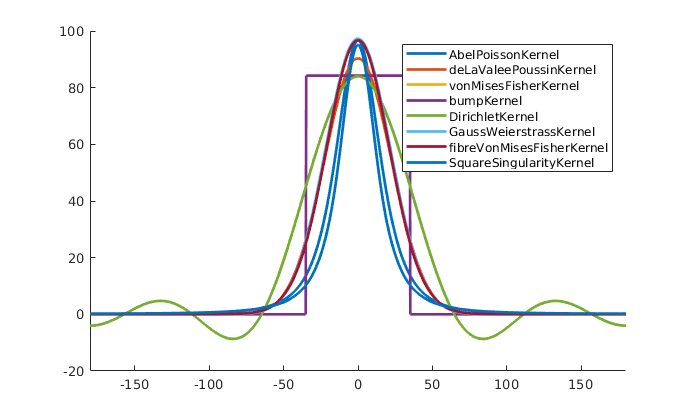 100
80
60
40
20
0
-20
-150
-100
-50
0
50
100
150
AbelPoissonKernel
deLaValeePoussinKernel
vonMisesFisherKernel
bumpKernel
DirichletKernel
GaussWeierstrassKernel
fibreVonMisesFisherKernel
SquareSingularityKernel